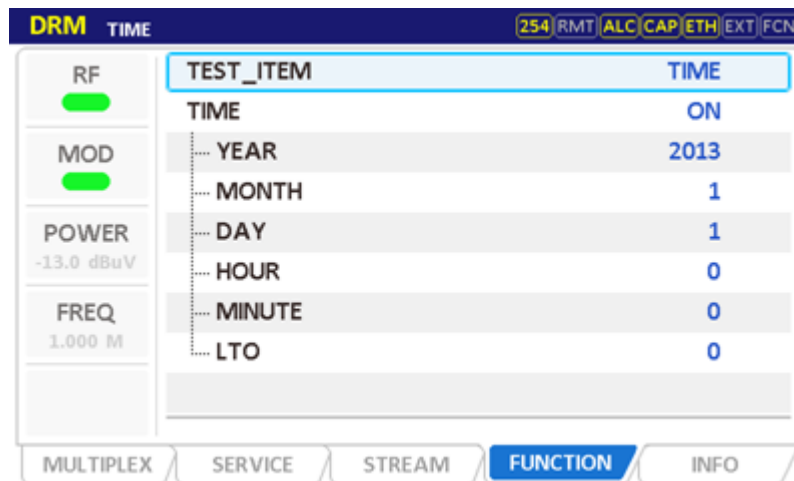 DRM TIME 254 RMT ALC CAP ETH EXT FCN
RF
MOD
POWER
-13.0 dBuV
FREQ
1.000 M
TEST_ITEM TIME
TIME ON
YEAR 2013
MONTH 1
DAY 1
HOUR 0
MINUTE 0
LTO 0
MULTIPLEX SERVICE STREAM FUNCTION INFO